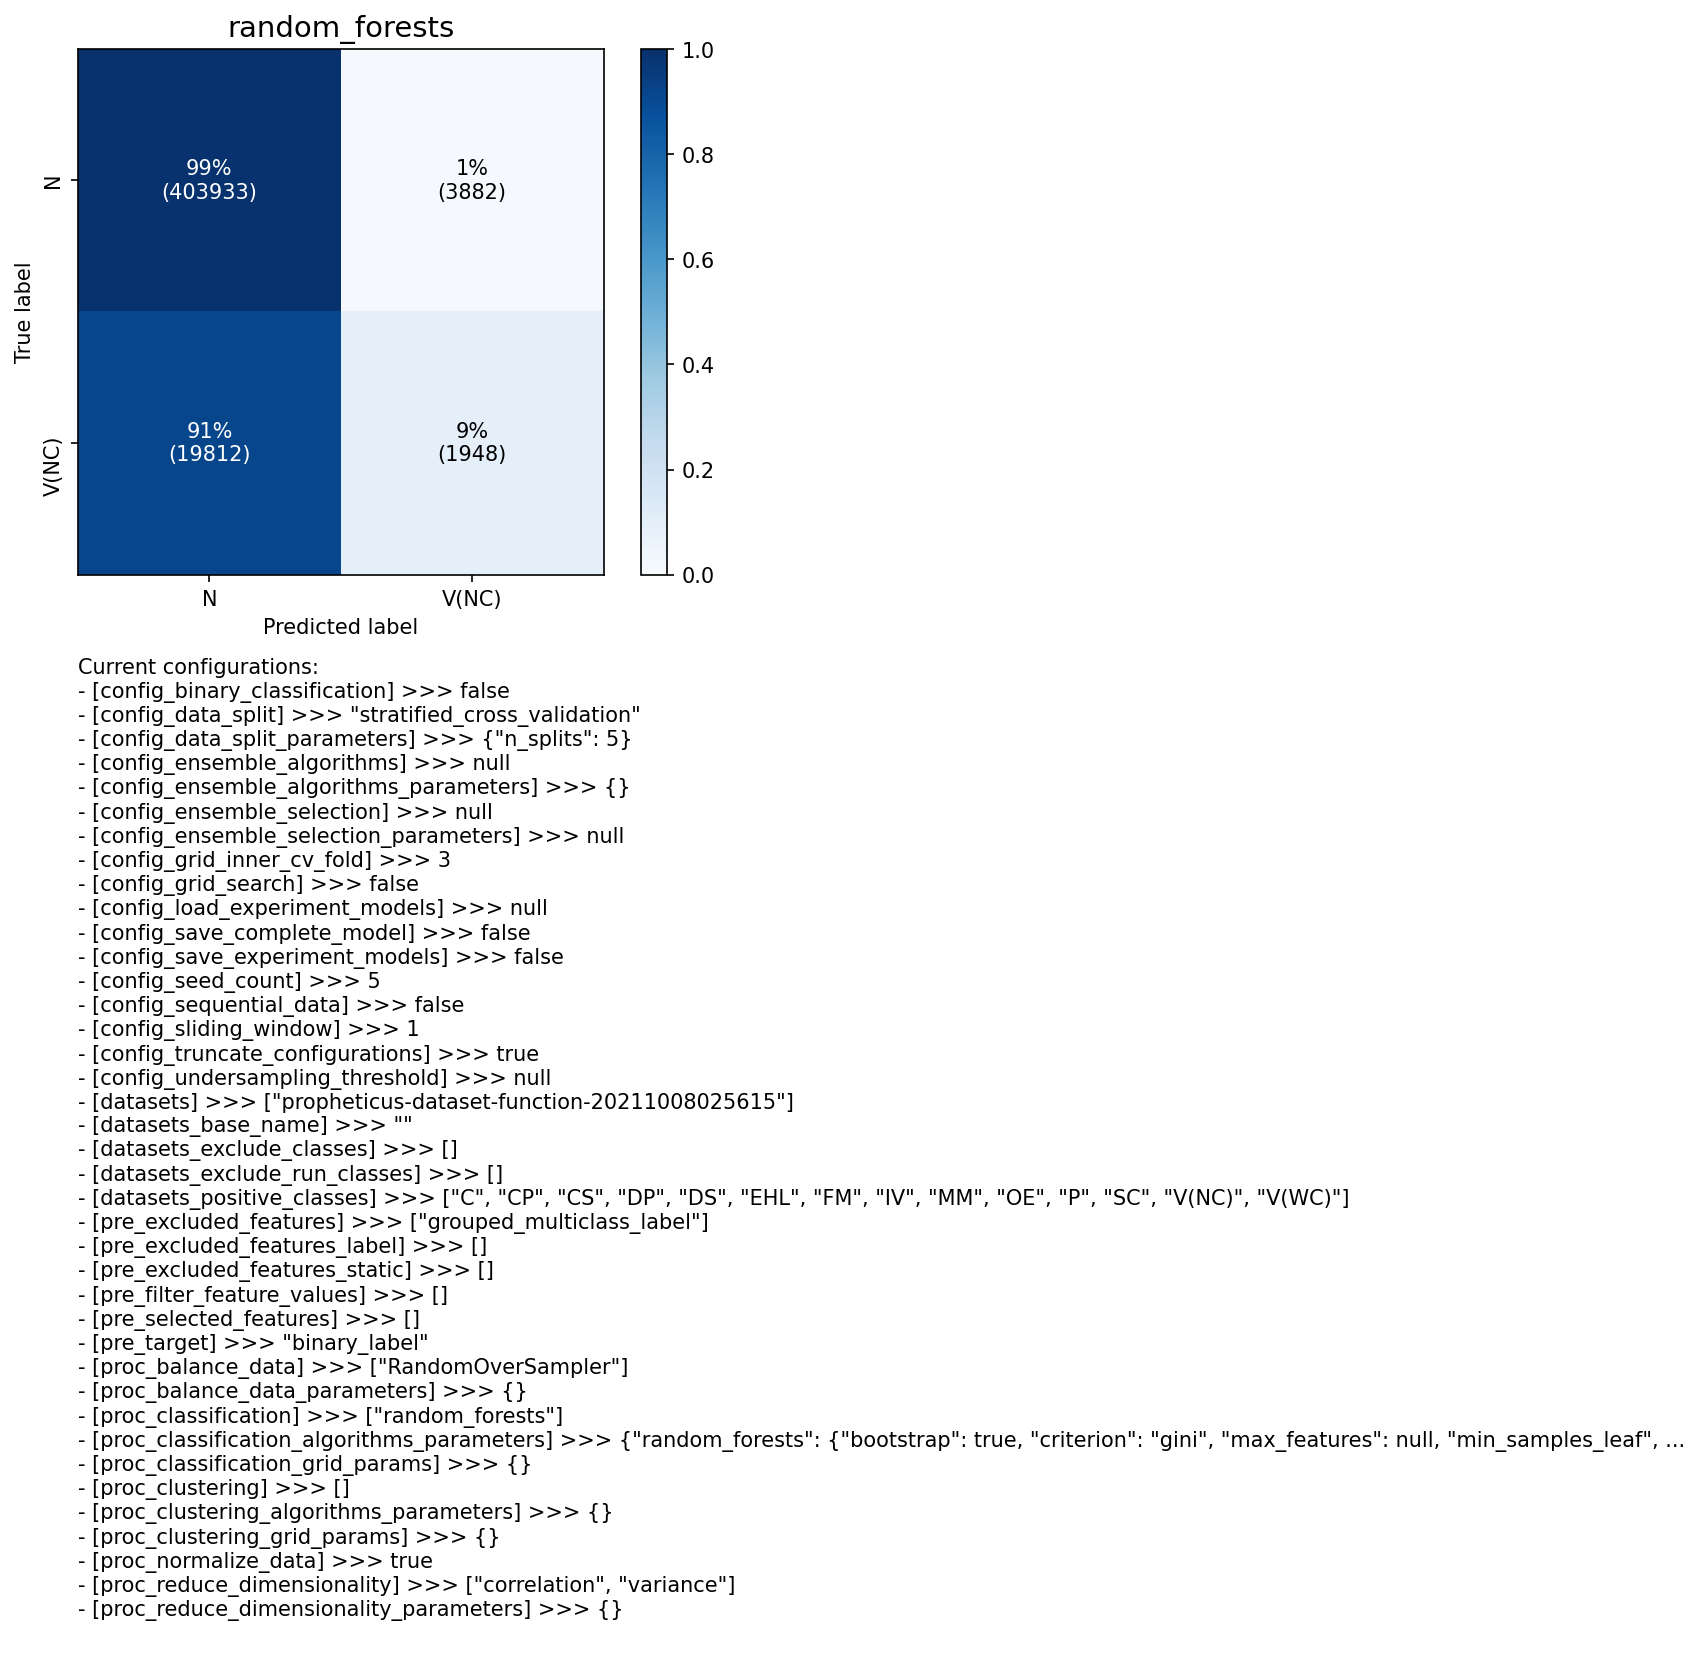 random_forests
1.0
0.8
0.6
0.4
0.2
0.0
True label
N
V(NC)
99%
(403933)
1%
(3882)
91%
(19812)
9%
(1948)
N
V(NC)
Predicted label
Current configurations:
- [config_binary_classification] >>> false
- [config_data_split] >>> "stratified_cross_validation"
- [config_data_split_parameters] >>> {"n_splits": 5}
- [config_ensemble_algorithms] >>> null
- [config_ensemble_algorithms_parameters] >>> {}
- [config_ensemble_selection] >>> null
- [config_ensemble_selection_parameters] >>> null
- [config_grid_inner_cv_fold] >>> 3
- [config_grid_search] >>> false
- [config_load_experiment_models] >>> null
- [config_save_complete_model] >>> false
- [config_save_experiment_models] >>> false
- [config_seed_count] >>> 5
- [config_sequential_data] >>> false
- [config_sliding_window] >>> 1
- [config_truncate_configurations] >>> true
- [config_undersampling_threshold] >>> null
- [datasets] >>> ["propheticus-dataset-function-20211008025615"]
- [datasets_base_name] >>> ""
- [datasets_exclude_classes] >>> []
- [datasets_exclude_run_classes] >>> []
- [datasets_positive_classes] >>> ["C", "CP", "CS", "DP", "DS", "EHL", "FM", "IV", "MM", "OE", "P", "SC", "V(NC)", "V(WC)"]
- [pre_excluded_features] >>> ["grouped_multiclass_label"]
- [pre_excluded_features_label] >>> []
- [pre_excluded_features_static] >>> []
- [pre_filter_feature_values] >>> []
- [pre_selected_features] >>> []
- [pre_target] >>> "binary_label"
- [proc_balance_data] >>> ["RandomOverSampler"]
- [proc_balance_data_parameters] >>> {}
- [proc_classification] >>> ["random_forests"]
- [proc_classification_algorithms_parameters] >>> {"random_forests": {"bootstrap": true, "criterion": "gini", "max_features": null, "min_samples_leaf", ...
- [proc_classification_grid_params] >>> {}
- [proc_clustering] >>> []
- [proc_clustering_algorithms_parameters] >>> {}
- [proc_clustering_grid_params] >>> {}
- [proc_normalize_data] >>> true
- [proc_reduce_dimensionality] >>> ["correlation", "variance"]
- [proc_reduce_dimensionality_parameters] >>> {}